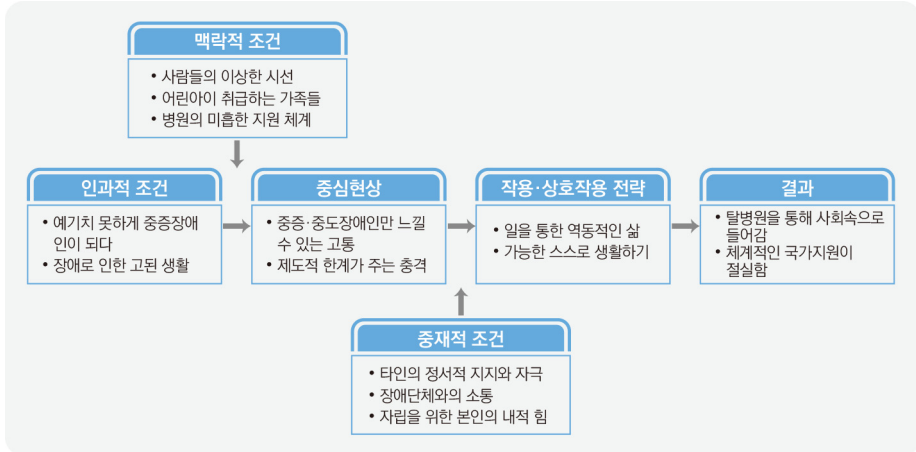 맥락적 조건
• 사람들의 이상한 시선
• 어린아이 취급하는 가족들
• 병원의 미흡한 지원 체계
인과적 조건
• 예기치 못하게 중증장애
인이 되다
• 장애로 인한 고된 생활
중심현상
• 중증·중도장애인만 느낄
수 있는 고통
• 제도적 한계가 주는 충격
작용·상호작용 전략
• 일을 통한 역동적인 삶
• 가능한 스스로 생활하기
결과
• 탈병원을 통해 사회속으로
들어감
• 체계적인 국가지원이
절실함
중재적 조건
• 타인의 정서적 지지와 자극
• 장애단체와의 소통
• 자립을 위한 본인의 내적 힘